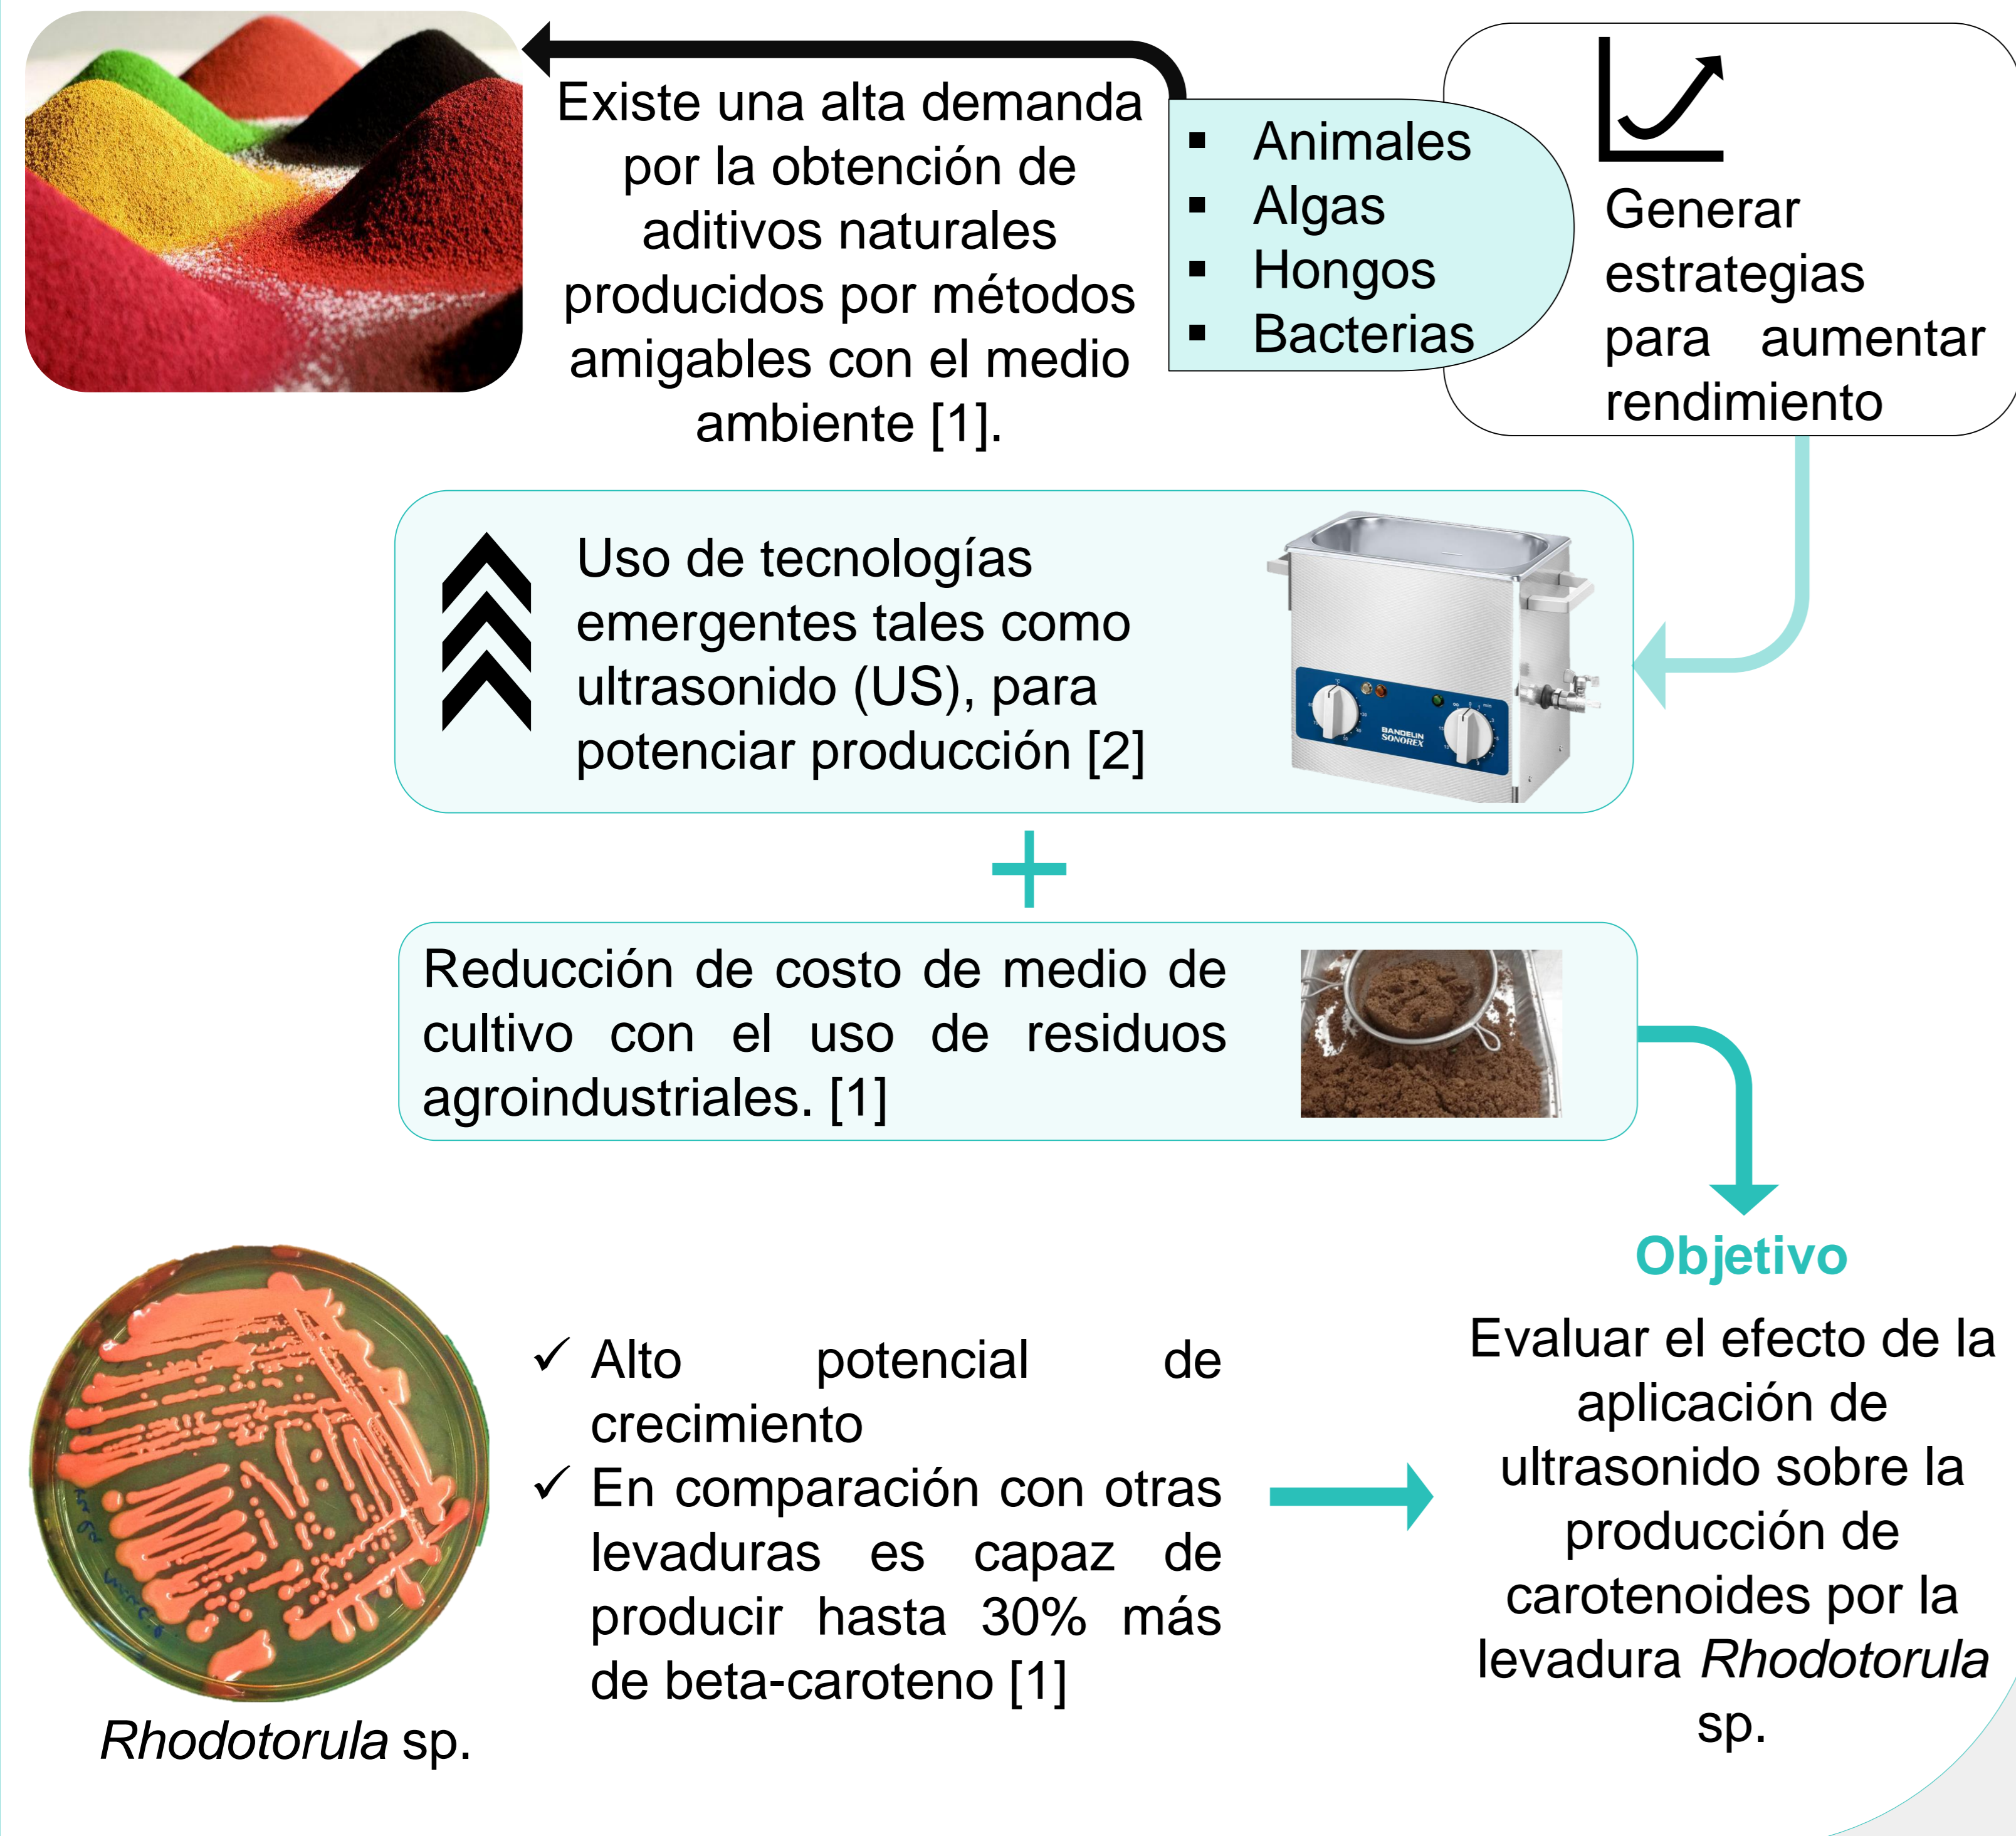 Existe una alta demanda
por la obtención de
aditivos naturales
producidos por métodos
amigables con el medio
ambiente [1].
▪ Animales
▪ Algas
▪ Hongos
▪ Bacterias
Generar
estrategias
para aumentar
rendimiento
Uso de tecnologías
emergentes tales como
ultrasonido (US), para
potenciar producción [2]
BANDELIN
SONOREX
+
Reducción de costo de medio de
cultivo con el uso de residuos
agroindustriales. [1]
Rhodotorula sp.
✓ Alto potencial de
crecimiento
✓ En comparación con otras
levaduras es capaz de
producir hasta 30% más
de beta-caroteno [1]
Objetivo
Evaluar el efecto de la
aplicación de
ultrasonido sobre la
producción de
carotenoides por la
levadura Rhodotorula
sp.